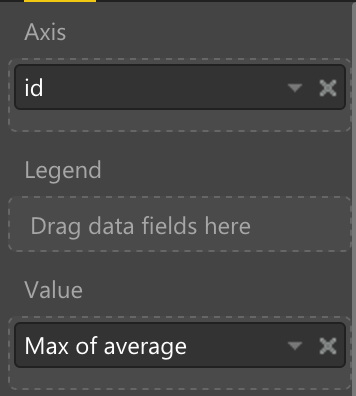 Axis
id
Legend
Drag data fields here
Value
Max of average